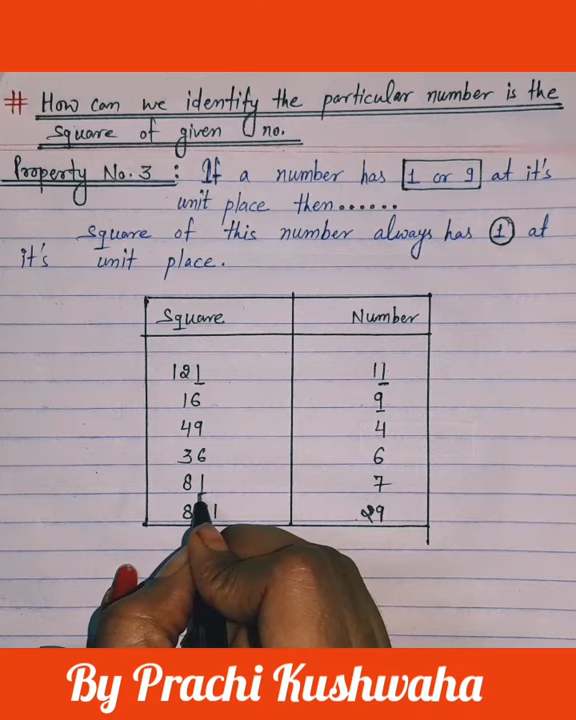 # How can we identify the particular number is the
square of given no.
Property No. 3 : If a number has 1 or 9 at it's
unit place then......
square of this number always has 1 at
it's unit place.
Square Number
121 11
16 9
49 4
36 6
81 7
29
By Prachi Kushwaha